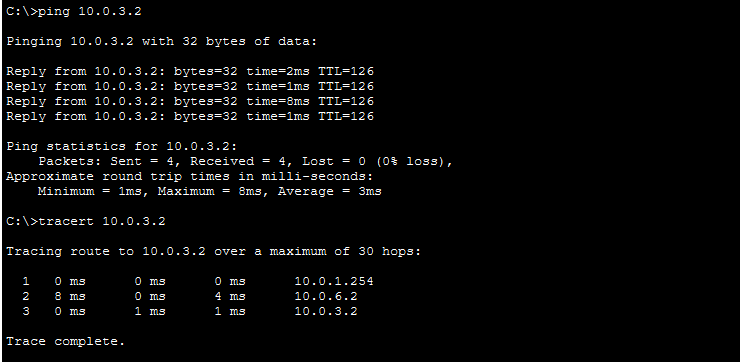 C:\>ping 10.0.3.2
Pinging 10.0.3.2 with 32 bytes of data:
Reply from 10.0.3.2: bytes=32 time=2ms TTL=126
Reply from 10.0.3.2: bytes=32 time=1ms TTL=126
Reply from 10.0.3.2: bytes=32 time=8ms TTL=126
Reply from 10.0.3.2: bytes=32 time=1ms TTL=126
Ping statistics for 10.0.3.2:
    Packets: Sent = 4, Received = 4, Lost = 0 (0% loss),
Approximate round trip times in milli-seconds:
    Minimum = 1ms, Maximum = 8ms, Average = 3ms
C:\>tracert 10.0.3.2
Tracing route to 10.0.3.2 over a maximum of 30 hops:
  1   0 ms      0 ms      0 ms      10.0.1.254
  2   8 ms      0 ms      4 ms      10.0.6.2
  3   0 ms      1 ms      1 ms      10.0.3.2
Trace complete.